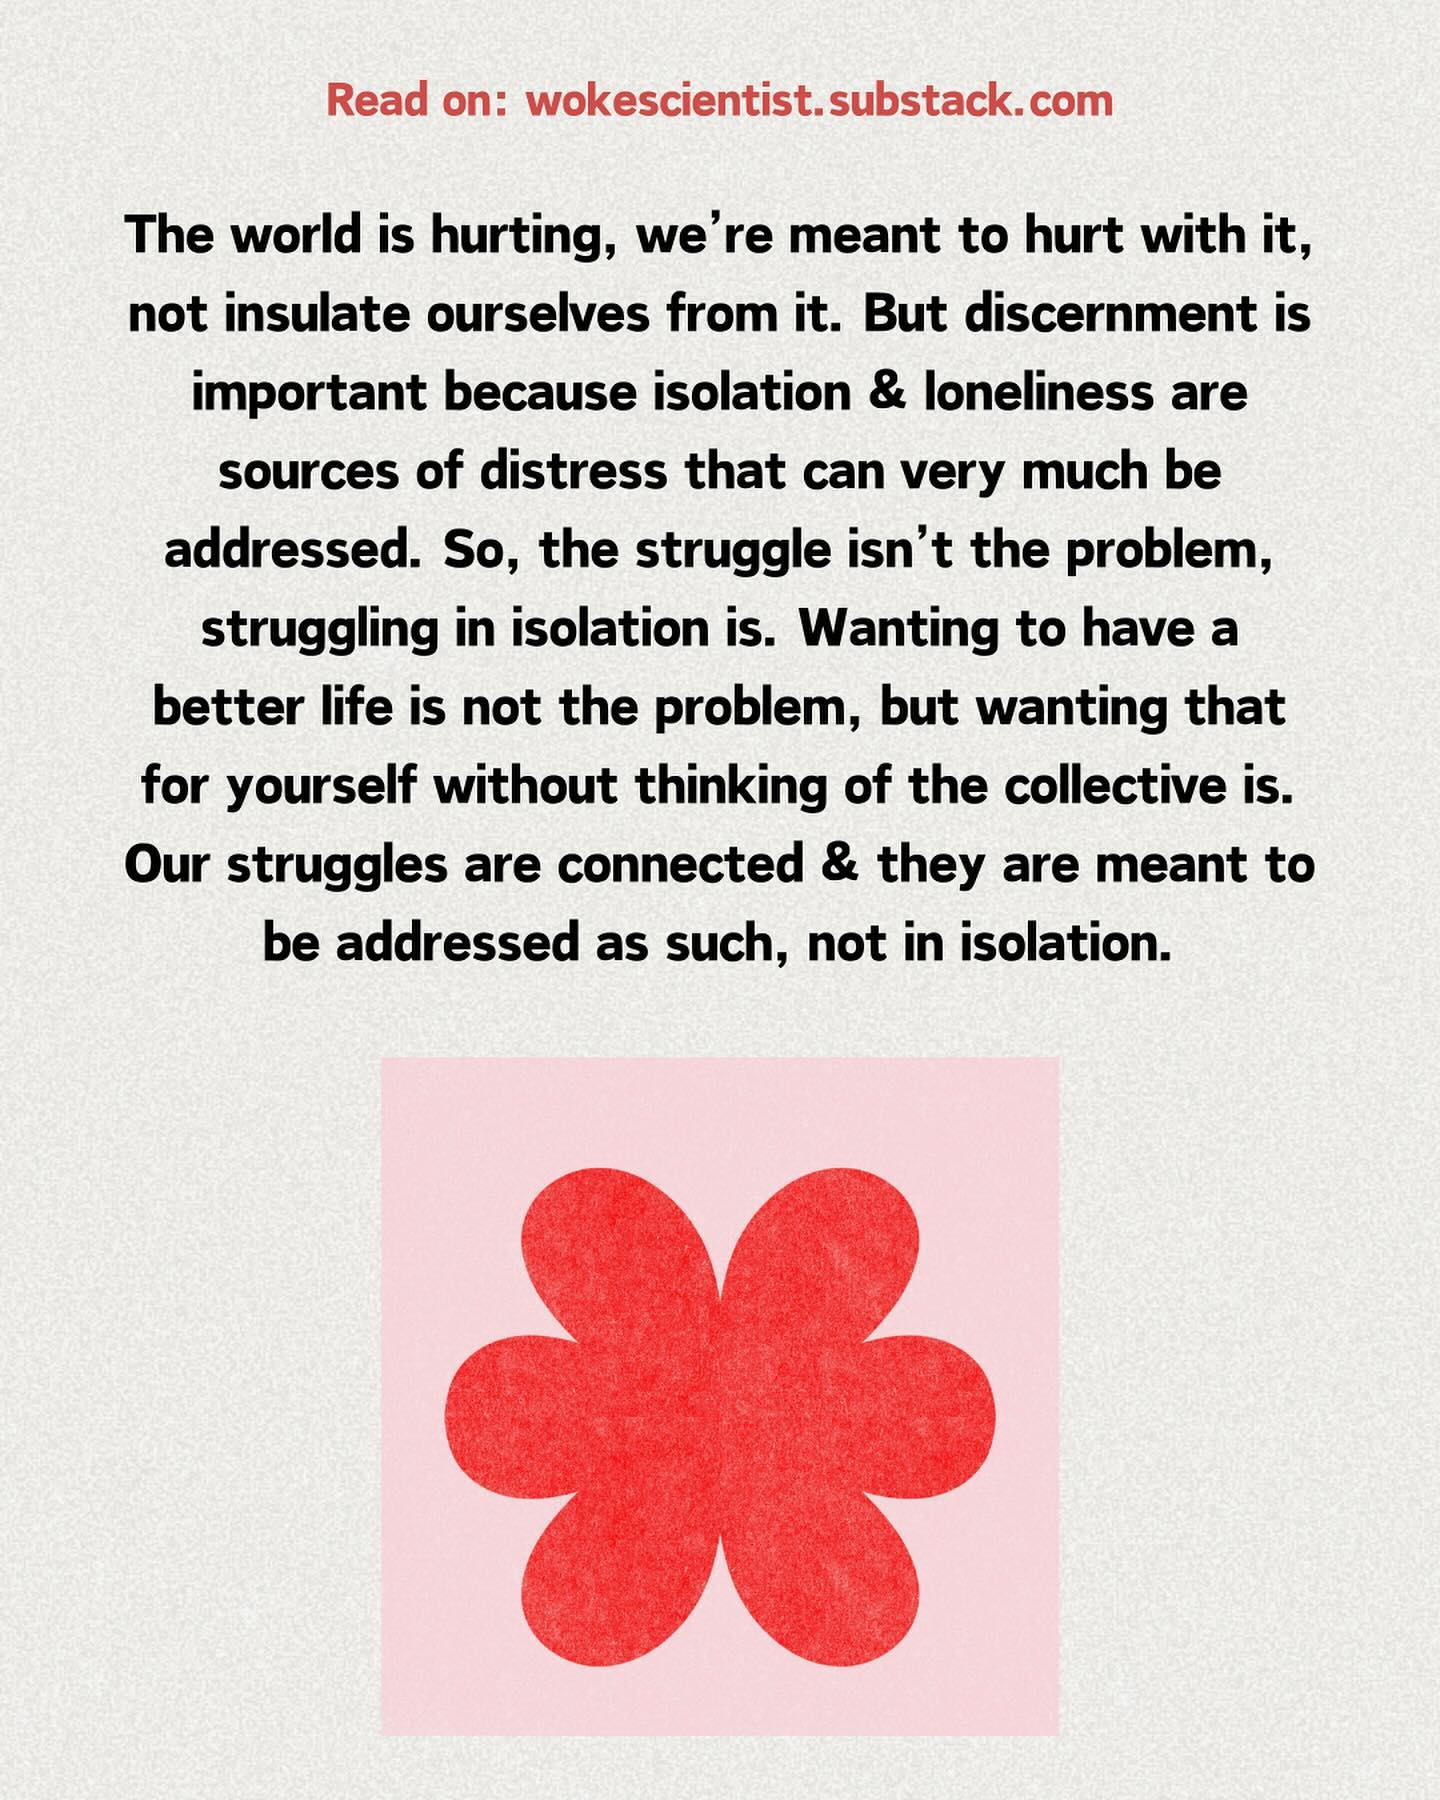 Read on: wokescientist.substack.com
The world is hurting, we’re meant to hurt with it,
not insulate ourselves from it. But discernment is
important because isolation & loneliness are
sources of distress that can very much be
addressed. So, the struggle isn’t the problem,
struggling in isolation is. Wanting to have a
better life is not the problem, but wanting that
for yourself without thinking of the collective is.
Our struggles are connected & they are meant to
be addressed as such, not in isolation.